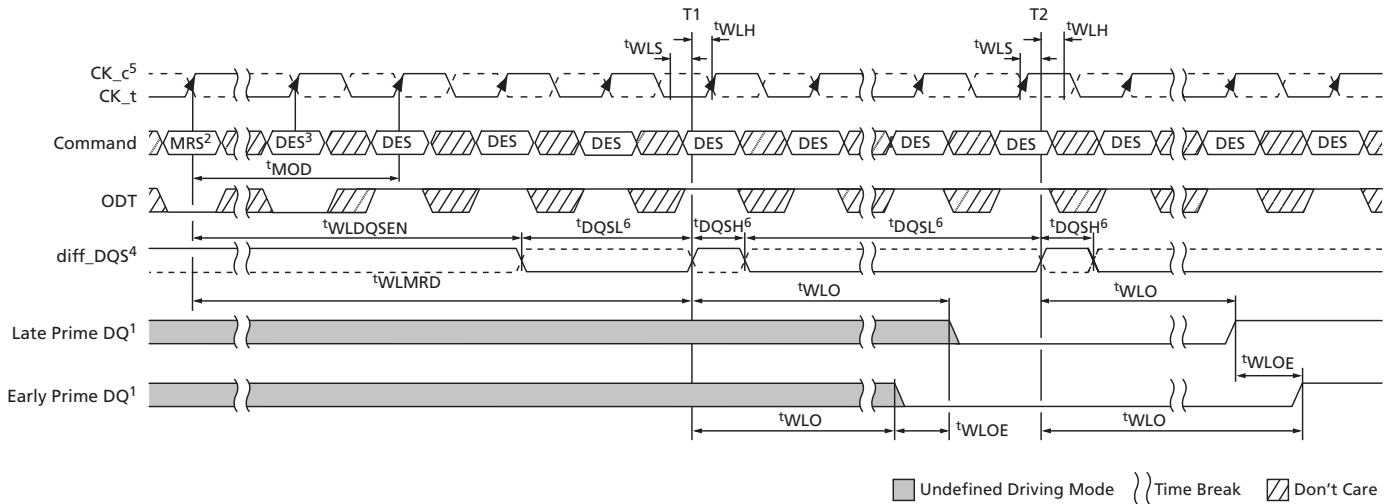 T1 T2
tWLH tWLH
tWLS tWLS
CK_c5
CK_t
Command MRS2 DES3 DES DES DES DES DES DES DES DES DES DES
tMOD
ODT
tWLDQSEN tDQSL6 tDQSH6 tDQSL6 tDQSH6
diff_DQS4
tWLMRD tWLO tWLO
Late Prime DQ1
tWLOE
Early Prime DQ1
tWLO tWLOE tWLO
Undefined Driving Mode Time Break Don't Care